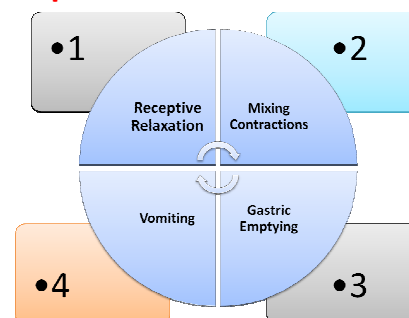 •1
•2
Receptive
Relaxation
Mixing
Contractions
Vomiting
Gastric
Emptying
•4
•3